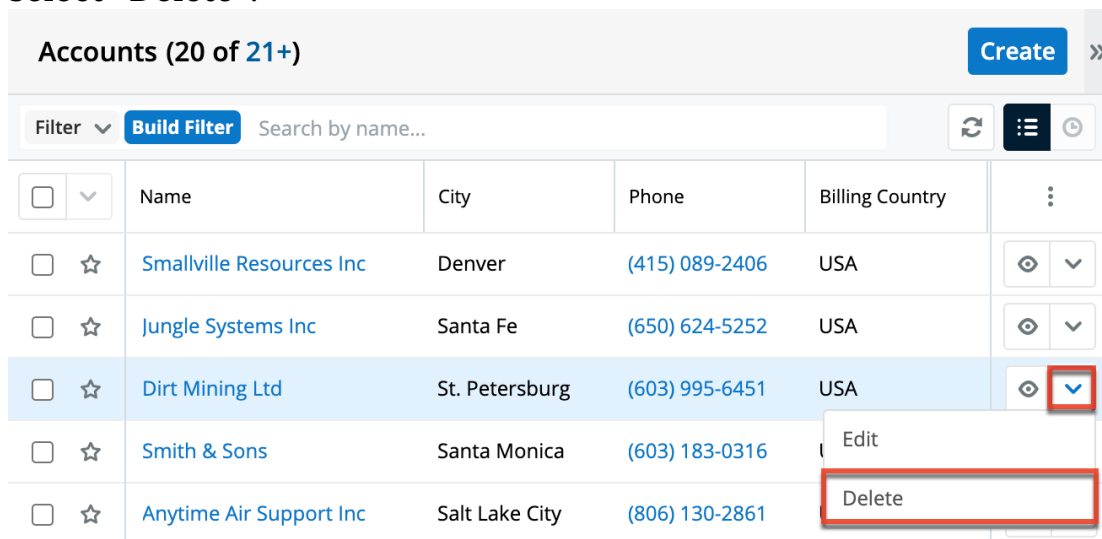 Accounts (20 of 21+)
Create
Filter
Build Filter
Search by name...
Name City Phone Billing Country
Smallville Resources Inc Denver (415) 089-2406 USA
Jungle Systems Inc Santa Fe (650) 624-5252 USA
Dirt Mining Ltd St. Petersburg (603) 995-6451 USA
Edit
Smith & Sons Santa Monica (603) 183-0316
Delete
Anytime Air Support Inc Salt Lake City (806) 130-2861